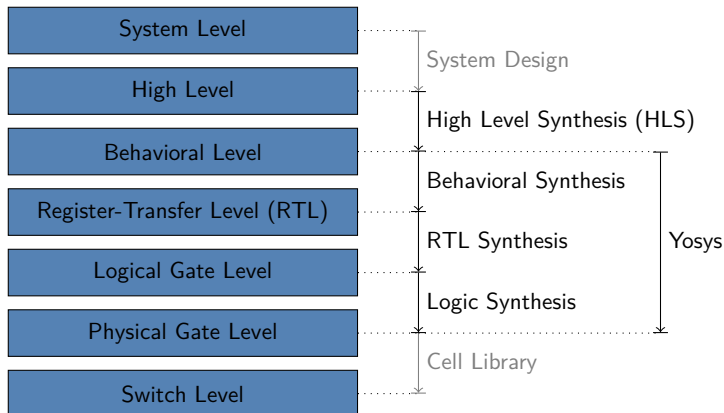 System Level
System Design
High Level
High Level Synthesis (HLS)
Behavioral Level
Behavioral Synthesis
Register-Transfer Level (RTL)
RTL Synthesis
Yosys
Logical Gate Level
Logic Synthesis
Physical Gate Level
Cell Library
Switch Level